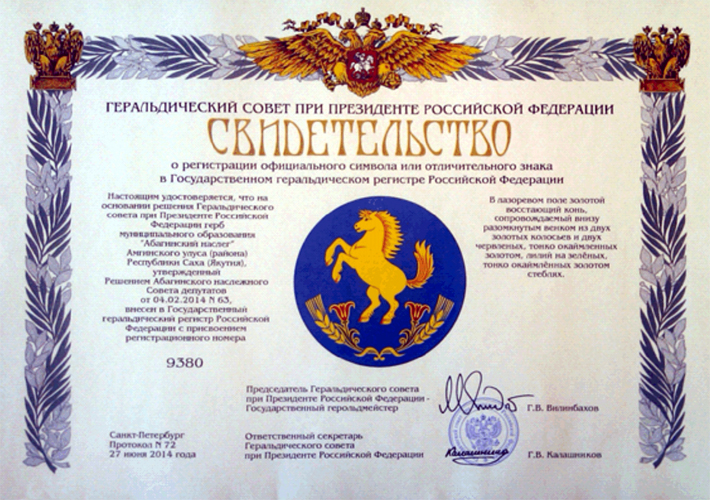 ГЕРАЛЬДИЧЕСКИЙ СОВЕТ ПРИ ПРЕЗИДЕНТЕ РОССИЙСКОЙ ФЕДЕРАЦИИ
СВИДЕТЕЛЬСТВО
о регистрации официального символа или отличительного знака
в Государственном геральдическом регистре Российской Федерации
Настоящим удостоверяется, что на
основании решения Геральдического
совета при Президенте Российской
Федерации герб
муниципального образования
"Абагинский наслег"
Амгинского улуса (района)
Республики Саха (Якутия),
утвержденный
Решением Абагинского наслежного
Совета депутатов
от 04.02.2014 N 63,
внесен в Государственный
геральдический регистр Российской
Федерации с присвоением
регистрационного номера
9380
В лазоревом поле золотой
восстающий конь,
сопровождаемый внизу
разомкнутым венком из двух
золотых колосьев и двух
червленых, тонко окаймленных
золотом, лилий на зелёных,
тонко окаймлённых золотом
стеблях.
Председатель Геральдического совета
при Президенте Российской Федерации -
Государственный герольдмейстер
Г.В. Вилинбахов
Санкт-Петербург
Протокол N 72
27 июня 2014 года
Ответственный секретарь
Геральдического совета
при Президенте Российской Федерации
Г.В. Калашников